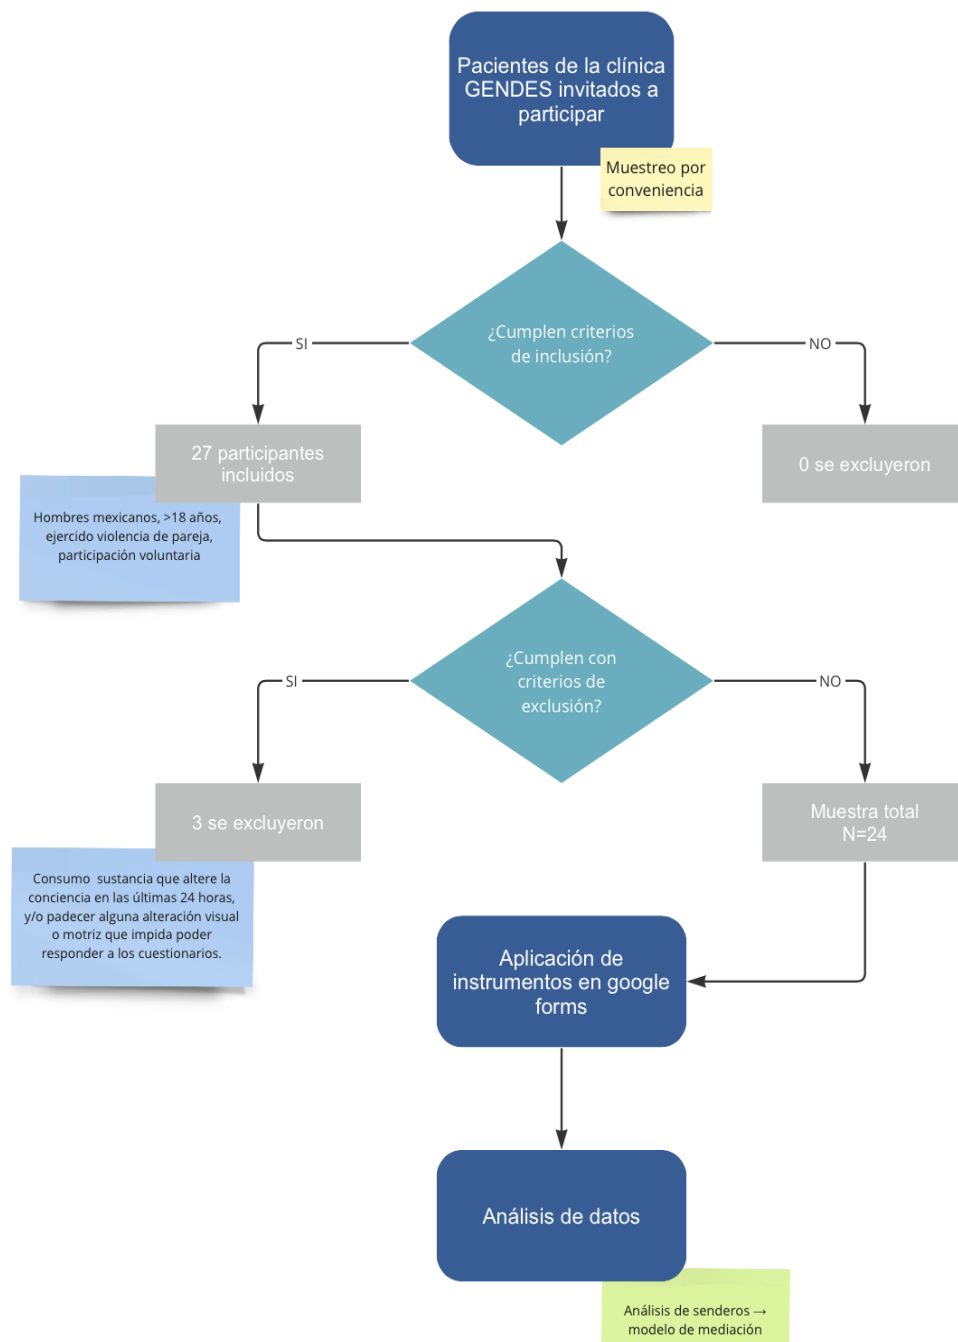 Pacientes de la clínica
GENDES invitados a
participar
Muestreo por
conveniencia
¿Cumplen criterios
de inclusión?
SI
NO
27 participantes
incluidos
0 se excluyeron
Hombres mexicanos, >18 años,
ejercido violencia de pareja,
participación voluntaria
¿Cumplen con
criterios de
exclusión?
SI
NO
3 se excluyeron
Muestra total
N=24
Consumo sustancia que altere la
conciencia en las últimas 24 horas,
y/o padecer alguna alteración visual
o motriz que impida poder
responder a los cuestionarios.
Aplicación de
instrumentos en google
forms
Análisis de datos
Análisis de senderos →
modelo de mediación